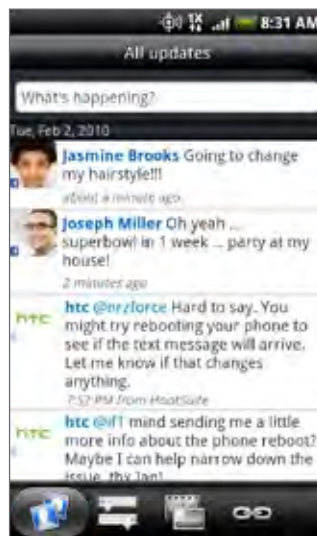 1X
8:31 AM
All updates
What's happening?
Tue, Feb 2, 2010
Jasmine Brooks Going to change
my hairstyle!!!
about a minute ago
Joseph Miller Oh yeah ...
superbowl in 1 week ... party at my
house!
2 minutes ago
htc
htc @nrzforce Hard to say. You
might try rebooting your phone to
see if the text message will arrive.
Let me know if that changes
anything.
7:52 PM from HootSuite
htc
htc @if1 mind sending me a little
more info about the phone reboot?
Maybe I can help narrow down the
issue, thx Jan!